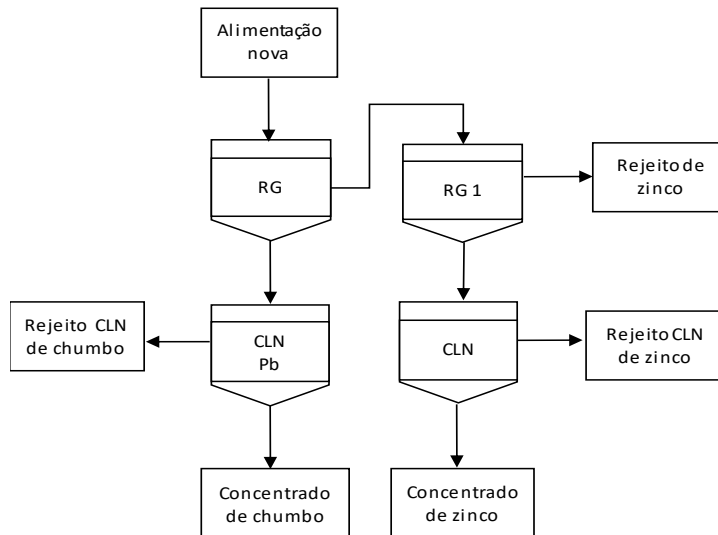 Alimentação
nova
RG
RG 1
Rejeito de
zinco
Rejeito CLN
de chumbo
CLN
Pb
CLN
Rejeito CLN
de zinco
Concentrado
de chumbo
Concentrado
de zinco